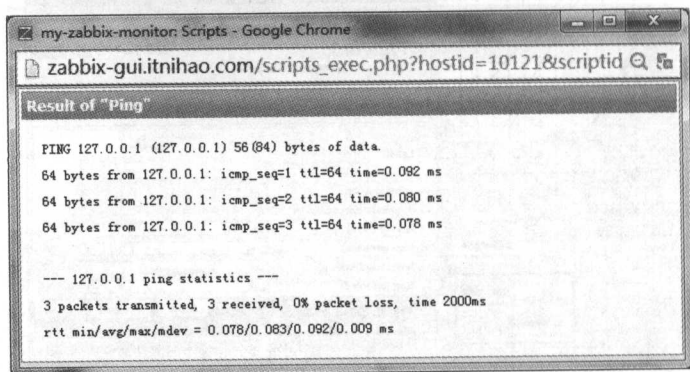 my-zabbix-monitor: Scripts - Google Chrome
zabbix-gui.itnihao.com/scripts_exec.php?hostid=10121&scriptid
Result of "Ping"
PING 127.0.0.1 (127.0.0.1) 56(84) bytes of data.
64 bytes from 127.0.0.1: icmp_seq=1 ttl=64 time=0.092 ms
64 bytes from 127.0.0.1: icmp_seq=2 ttl=64 time=0.080 ms
64 bytes from 127.0.0.1: icmp_seq=3 ttl=64 time=0.078 ms
--- 127.0.0.1 ping statistics ---
3 packets transmitted, 3 received, 0% packet loss, time 2000ms
rtt min/avg/max/mdev = 0.078/0.083/0.092/0.009 ms